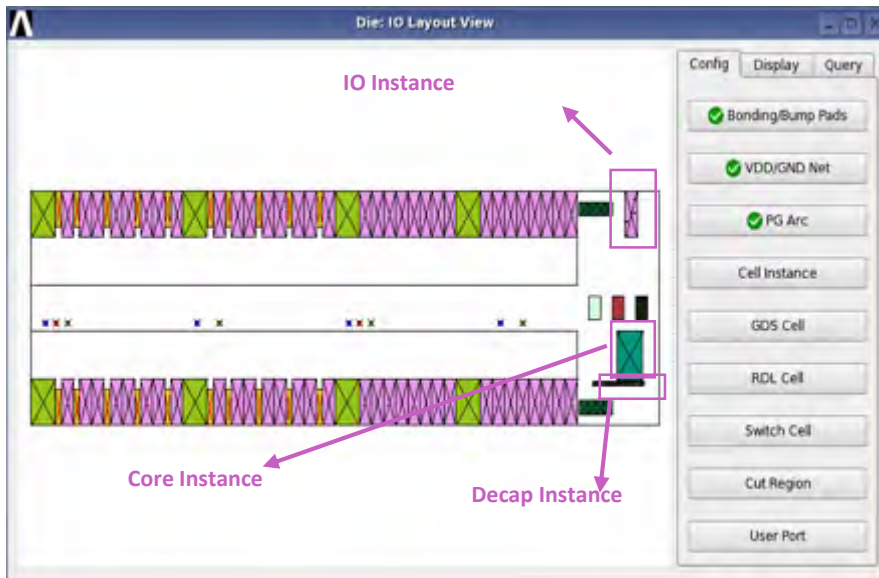 Die: IO Layout View
Config Display Query
IO Instance
Bonding/Bump Pads
VDD/GND Net
PG Arc
Cell Instance
GDS Cell
RDL Cell
Switch Cell
Core Instance
Decap Instance
Cut Region
User Port